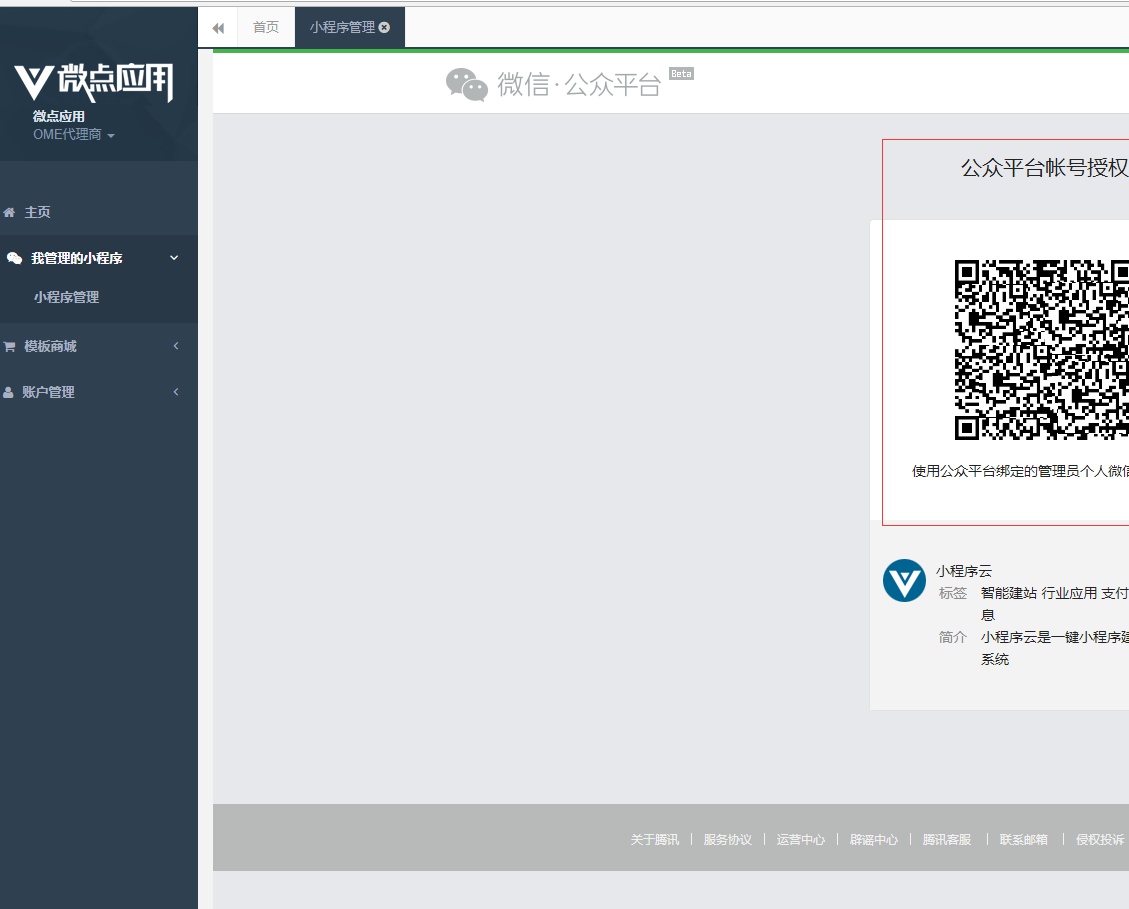 微点应用
微点应用
OME代理商
主页
我管理的小程序
小程序管理
模板商城
账户管理
首页
小程序管理
微信·公众平台 Beta
公众平台帐号授权
使用公众平台绑定的管理员个人微信
小程序云
标签 智能建站 行业应用 支付
息
简介 小程序云是一键小程序建
系统
关于腾讯 | 服务协议 | 运营中心 | 辟谣中心 | 腾讯客服 | 联系邮箱 | 侵权投诉